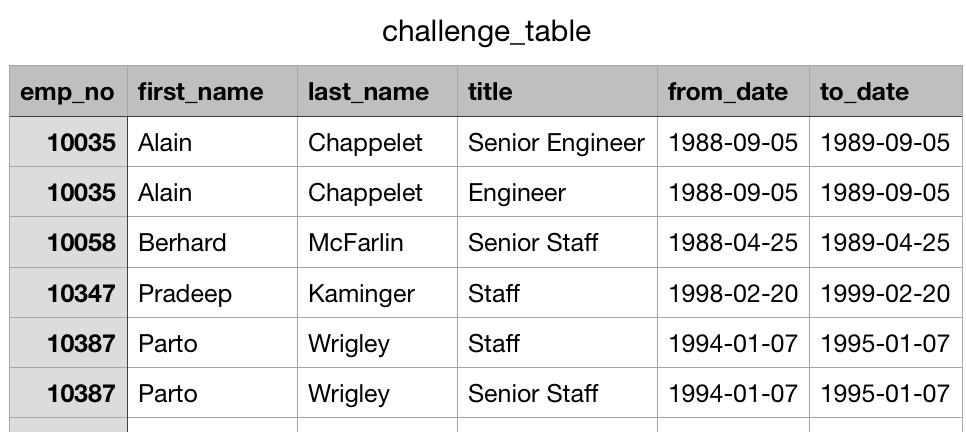 challenge_table
emp_no first_name last_name title from_date to_date
10035 Alain Chappelet Senior Engineer 1988-09-05 1989-09-05
10035 Alain Chappelet Engineer 1988-09-05 1989-09-05
10058 Berhard McFarlin Senior Staff 1988-04-25 1989-04-25
10347 Pradeep Kaminger Staff 1998-02-20 1999-02-20
10387 Parto Wrigley Staff 1994-01-07 1995-01-07
10387 Parto Wrigley Senior Staff 1994-01-07 1995-01-07